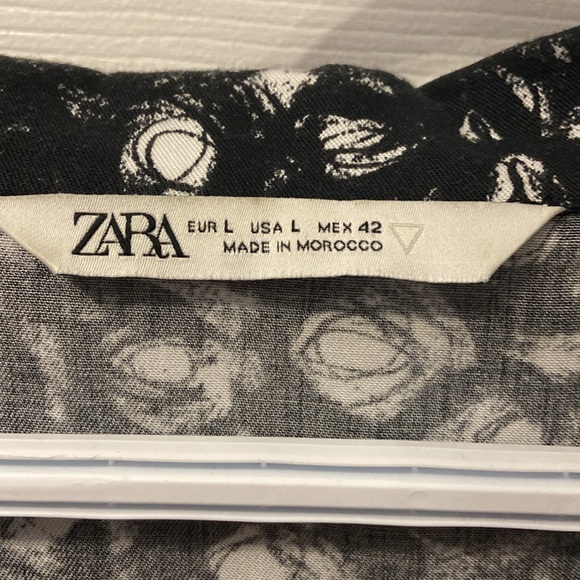 ZARA EUR L USA L MEX 42
MADE IN MOROCCO